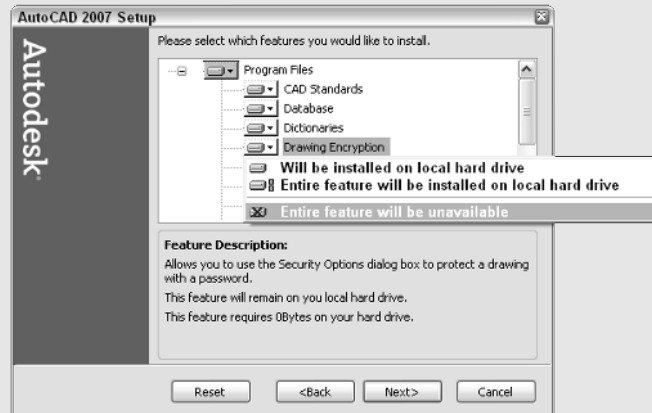 AutoCAD 2007 Setup
Autodesk
Please select which features you would like to install.
Program Files
CAD Standards
Database
Dictionaries
Drawing Encryption
Will be installed on local hard drive
Entire feature will be installed on local hard drive
Entire feature will be unavailable
Feature Description:
Allows you to use the Security Options dialog box to protect a drawing
with a password.
This feature will remain on you local hard drive.
This feature requires 0Bytes on your hard drive.
Reset <Back Next> Cancel